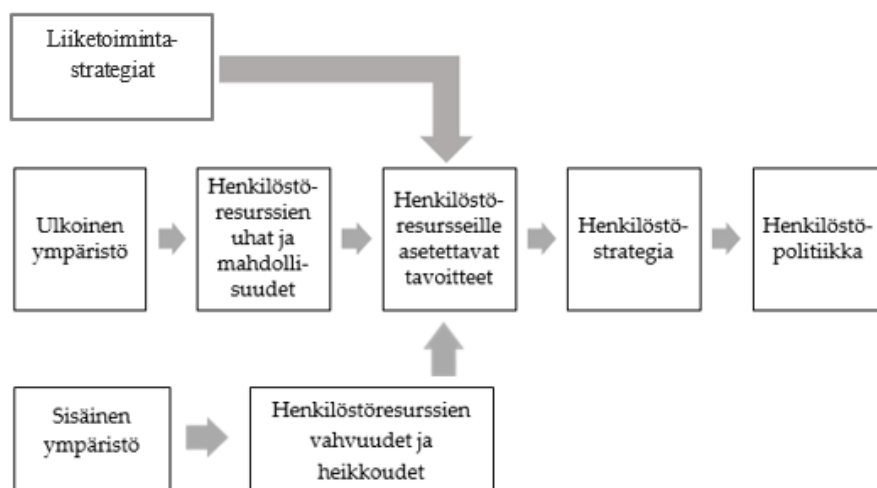 Liiketoiminta-
strategiat
Ulkoinen
ympäristö
Henkilöstö-
resurssien
uhat ja
mahdolli-
suudet
Henkilöstö-
resursseille
asetettavat
tavoitteet
Henkilöstö-
strategia
Henkilöstö-
politiikka
Sisäinen
ympäristö
Henkilöstöresurssien
vahvuudet ja
heikkoudet